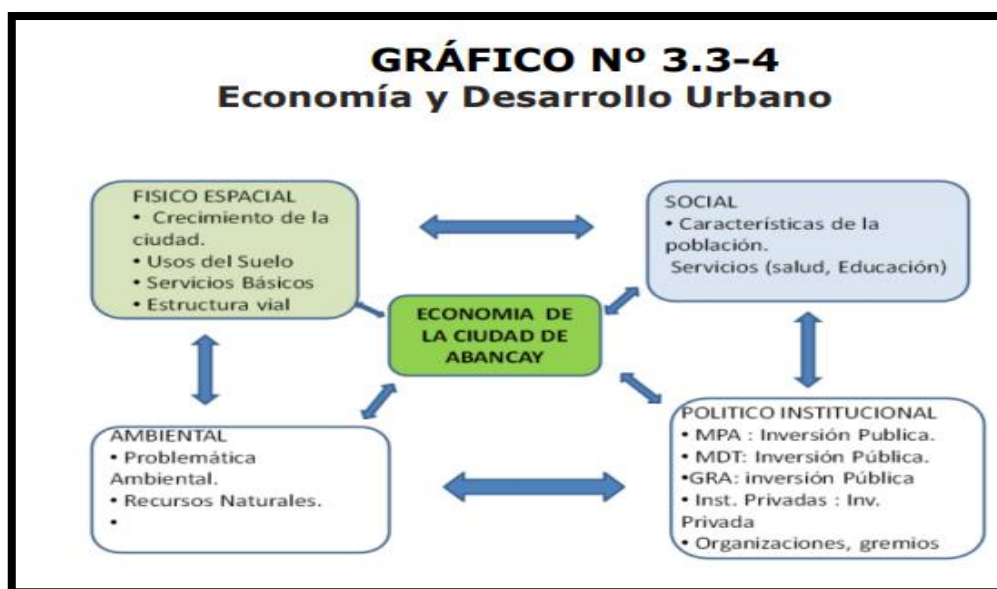 GRÁFICO Nº 3.3-4
Economía y Desarrollo Urbano
FISICO ESPACIAL
• Crecimiento de la
ciudad.
• Usos del Suelo
• Servicios Básicos
• Estructura vial
SOCIAL
• Características de la
población.
Servicios (salud, Educación)
ECONOMIA DE
LA CIUDAD DE
ABANCAY
AMBIENTAL
• Problemática
Ambiental.
• Recursos Naturales.
•
POLITICO INSTITUCIONAL
• MPA : Inversión Publica.
• MDT: Inversión Pública.
•GRA: inversión Pública
• Inst. Privadas : Inv.
Privada
• Organizaciones, gremios